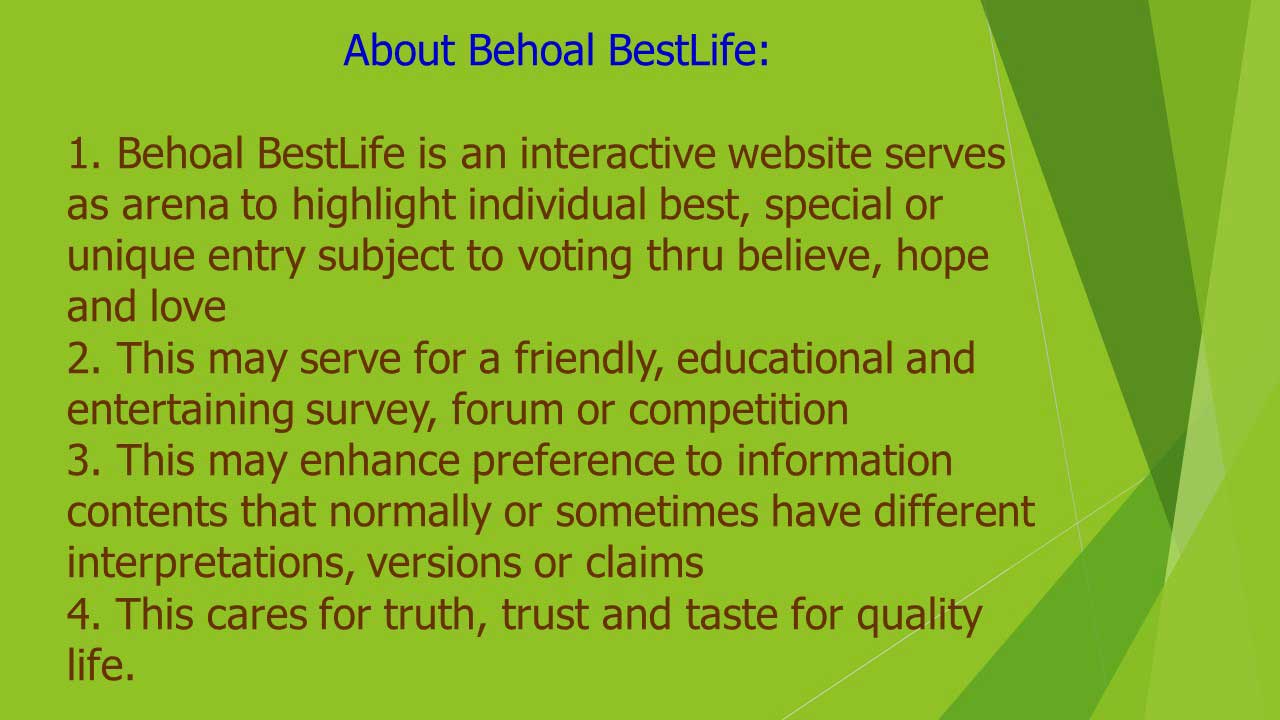 About Behoal BestLife:
1. Behoal BestLife is an interactive website serves
as arena to highlight individual best, special or
unique entry subject to voting thru believe, hope
and love
2. This may serve for a friendly, educational and
entertaining survey, forum or competition
3. This may enhance preference to information
contents that normally or sometimes have different
interpretations, versions or claims
4. This cares for truth, trust and taste for quality
life.